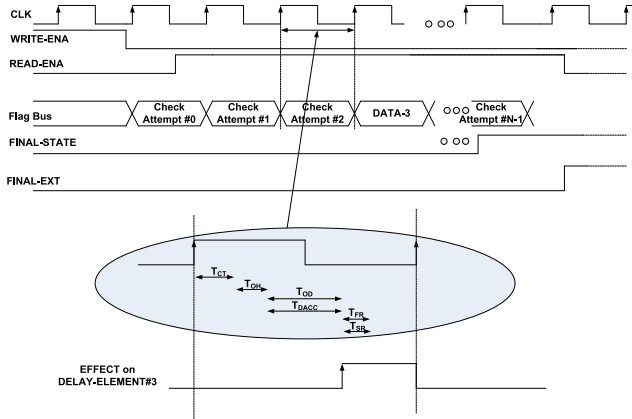 CLK
WRITE-ENA
READ-ENA
Flag Bus
Check
Attempt #0
Check
Attempt #1
Check
Attempt #2
DATA-3
Check
Attempt #N-1
FINAL-STATE
FINAL-EXT
TCT
TOH
TOD
TDACC
TFR
TSR
EFFECT on
DELAY-ELEMENT#3